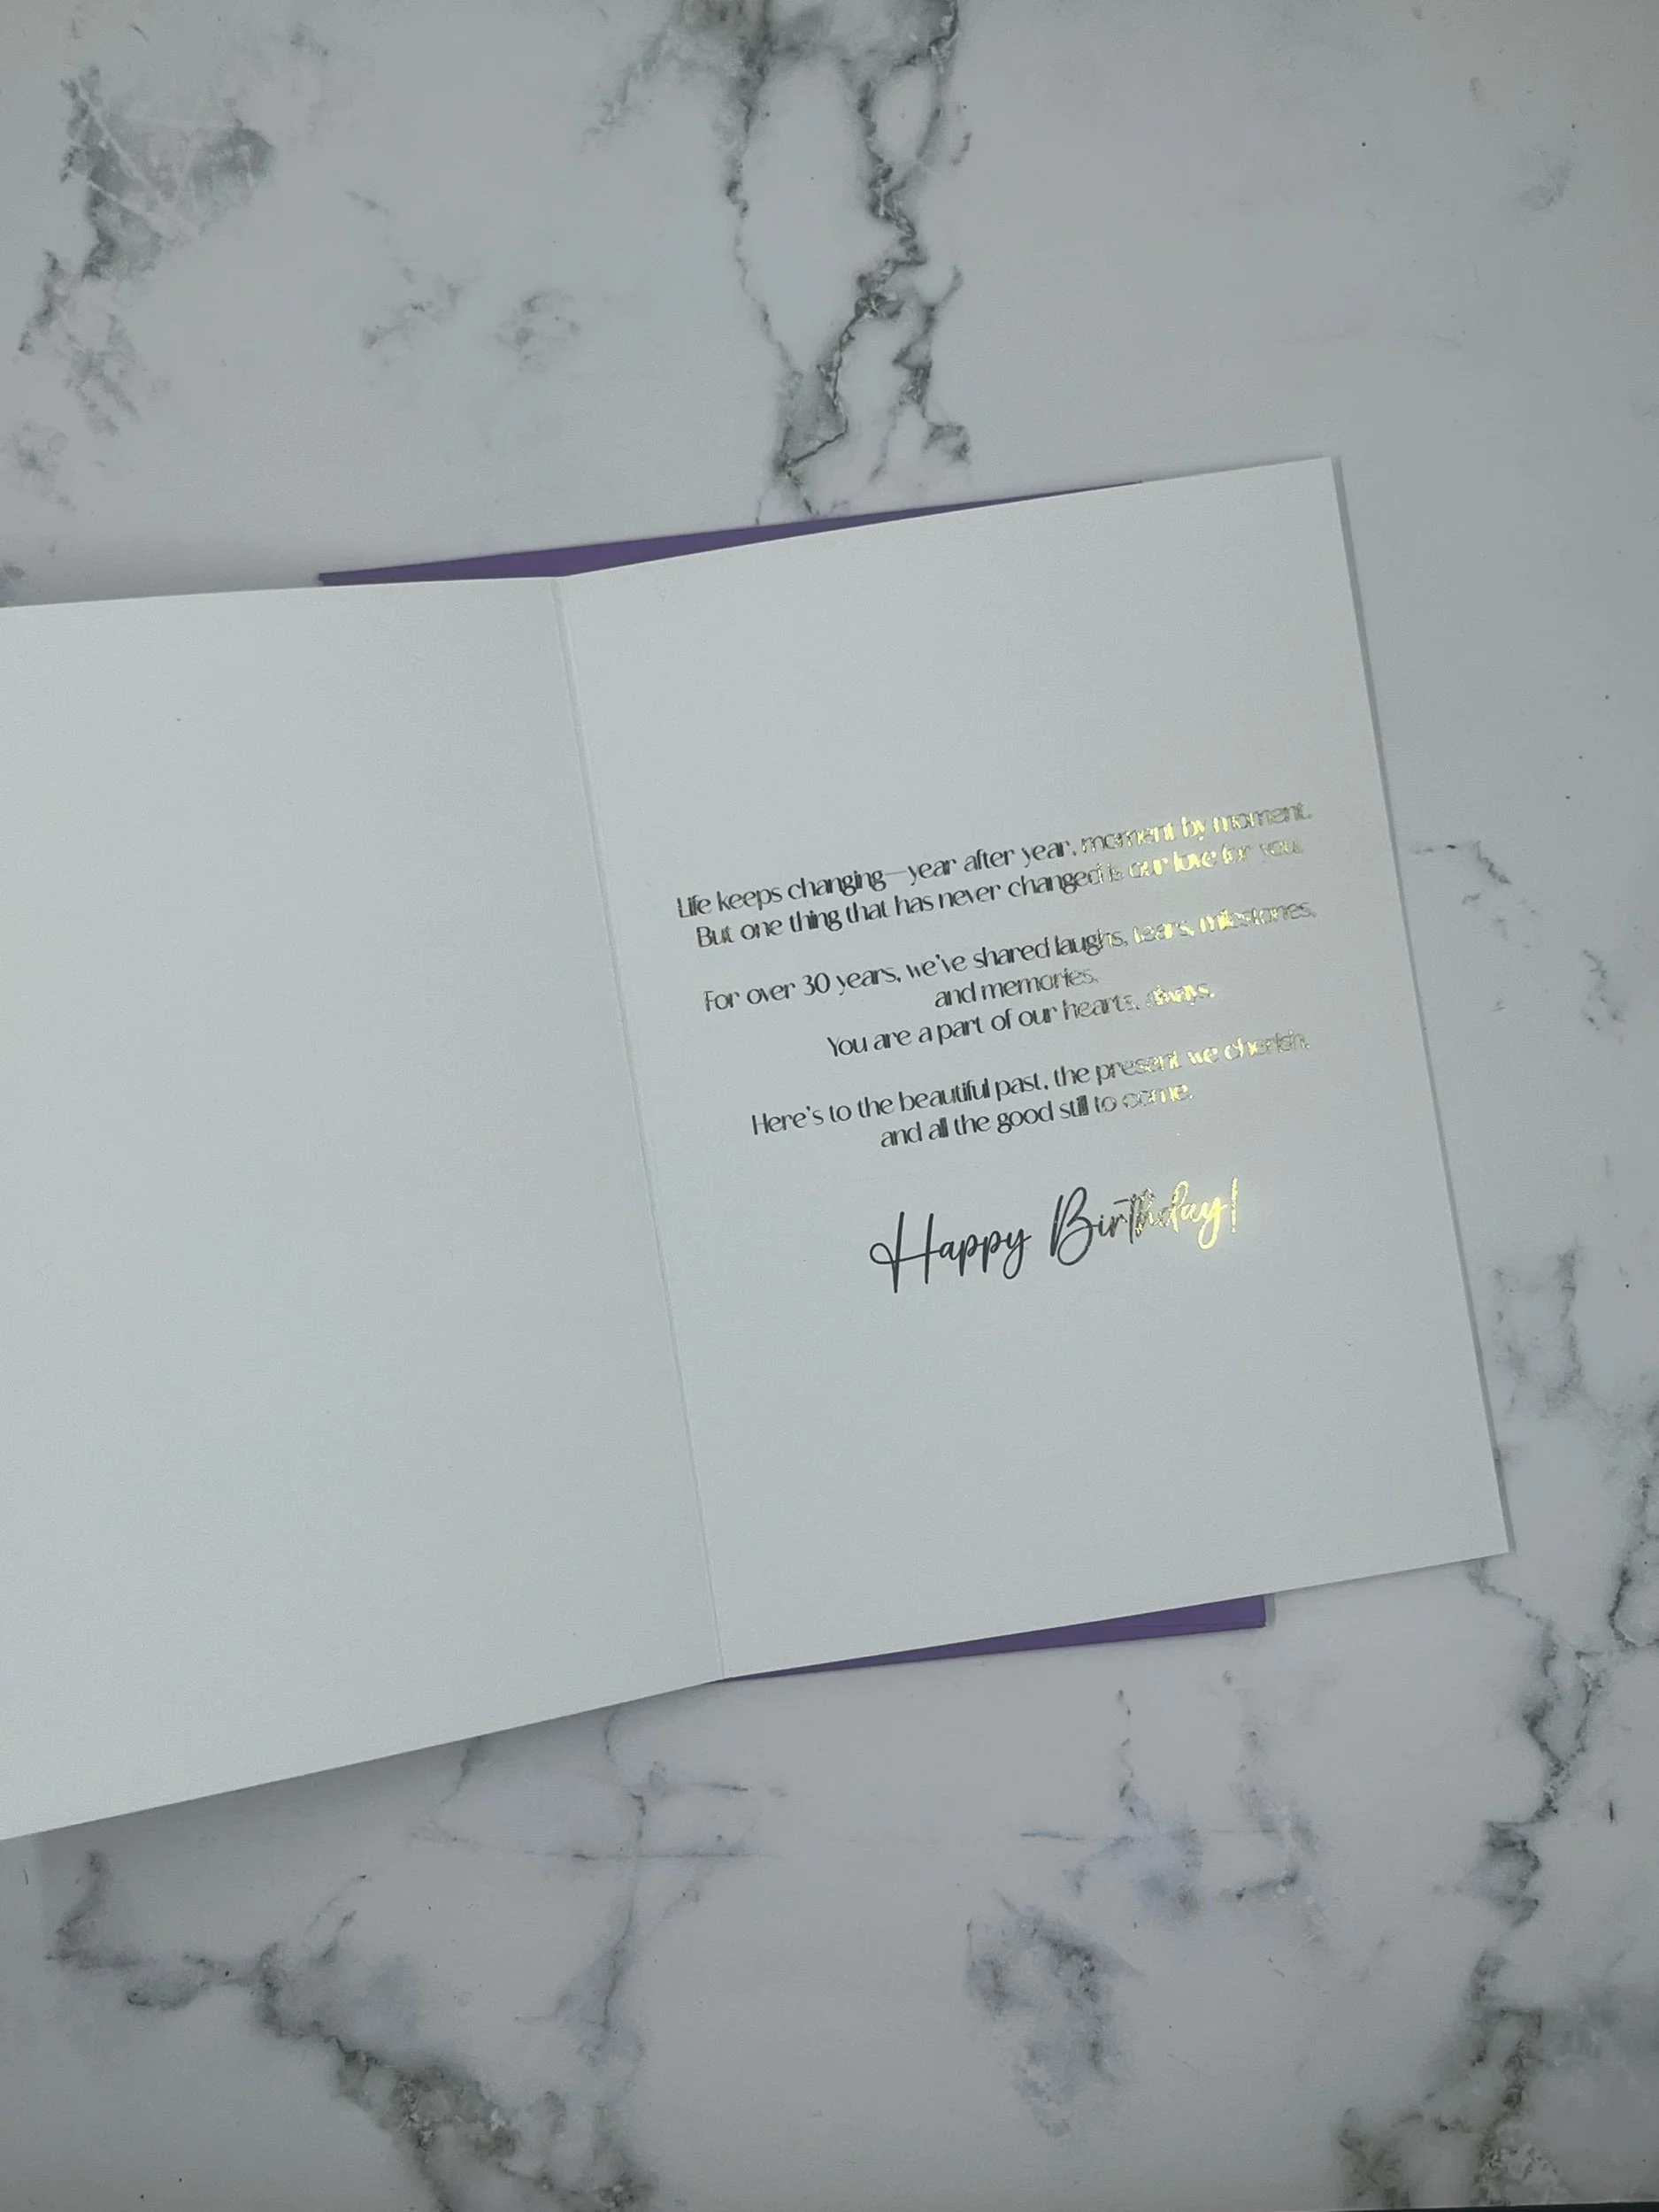 Life keeps changing—year after year, moment by moment.
But one thing that has never changed is our love for you.
For over 30 years, we've shared laughs, tears, milestones,
and memories.
You are a part of our hearts, always.
Here's to the beautiful past, the present we cherish,
and all the good still to come.
Happy Birthday!